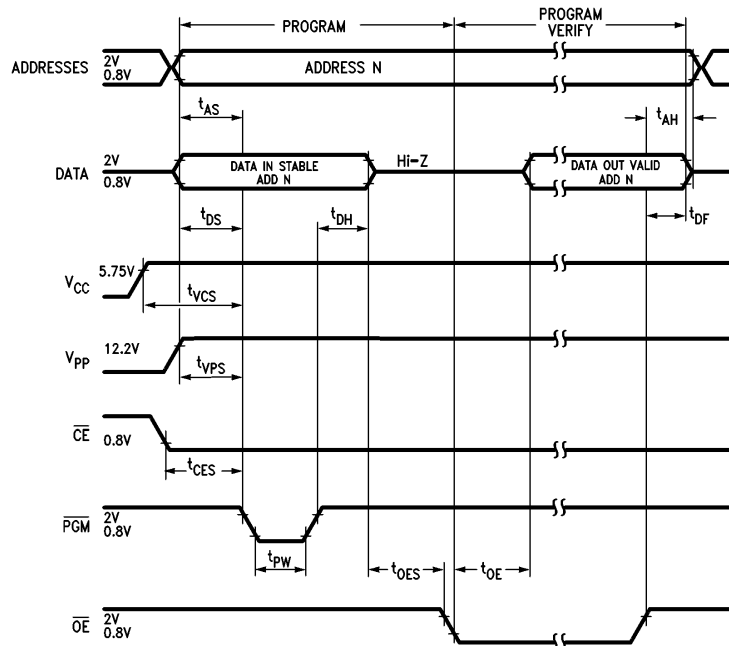 PROGRAM
PROGRAM
VERIFY
ADDRESSES
2V
0.8V
ADDRESS N
tAS
tAH
DATA
2V
0.8V
DATA IN STABLE
ADD N
Hi-Z
DATA OUT VALID
ADD N
tDS
tDH
tDF
VCC
5.75V
tVCS
VPP
12.2V
tVPS
CE
0.8V
tCES
PGM
2V
0.8V
tPW
tOES
tOE
OE
2V
0.8V